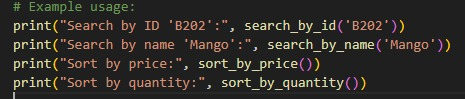 # Example usage:
print("Search by ID 'B202':", search_by_id('B202'))
print("Search by name 'Mango':", search_by_name('Mango'))
print("Sort by price:", sort_by_price())
print("Sort by quantity:", sort_by_quantity())